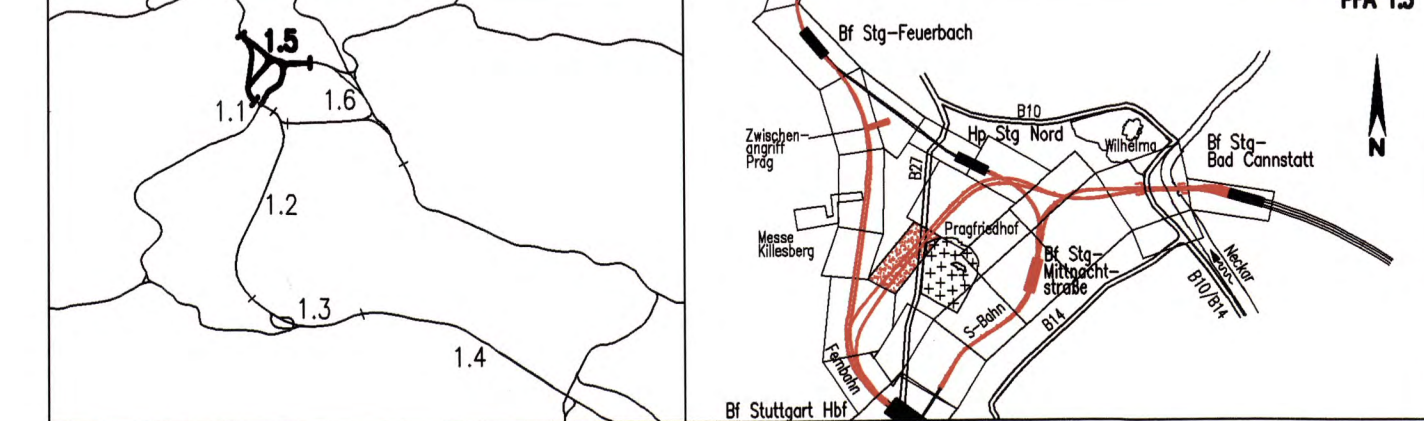 1.5
1.1
1.6
1.2
1.3
1.4
PFA 1.5
Bf Stg-Feuerbach
N
B10
Hp Stg Nord
Wilhelma
Bf Stg-
Bad Cannstatt
Zwischen-
angriff
Prag
B27
Messe
Killesberg
Pragfriedhof
Bf Stg-
Mittnacht-
straße
Neckar
B10/B14
S-Bahn
B14
Fernbahn
Bf Stuttgart Hbf